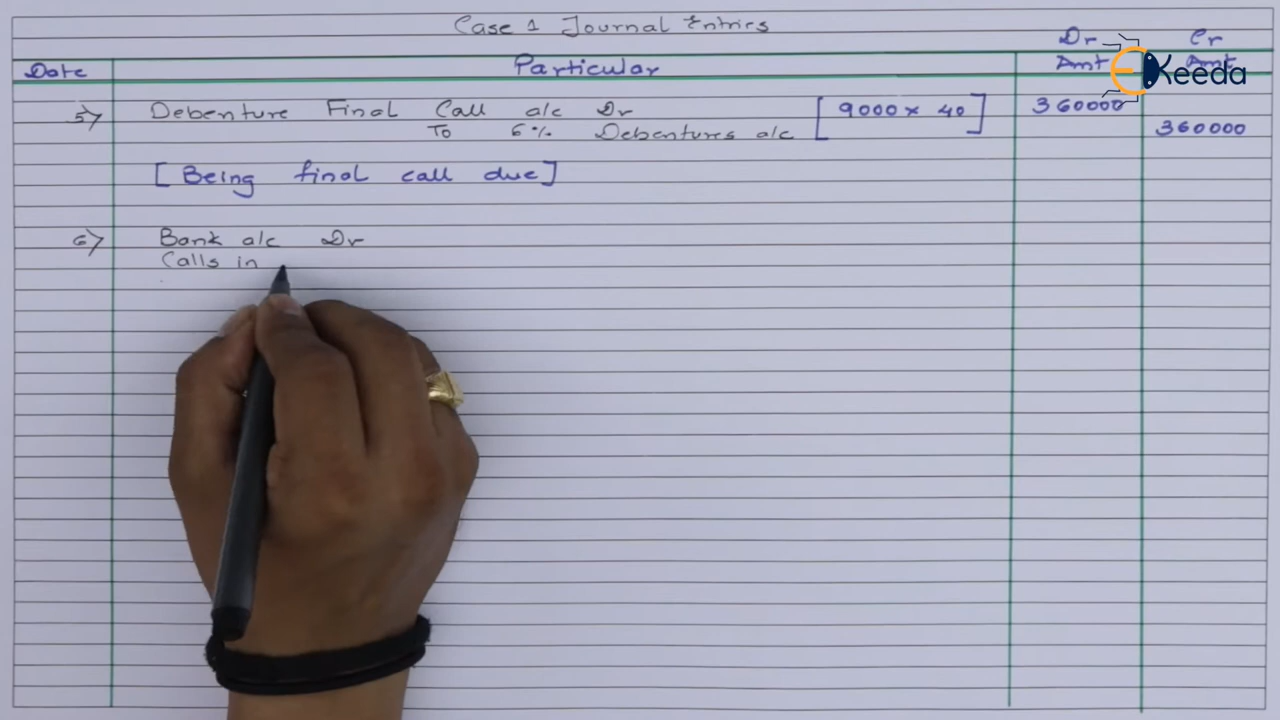 Case 1 Journal Entries
Dr Cr
Date Particular Amt Amt
EKeeda
5) Debenture Final Call a/c Dr [9000 × 40] 360000
To 6% Debentures a/c 360000
[Being final call due]
6) Bank a/c Dr
Calls in